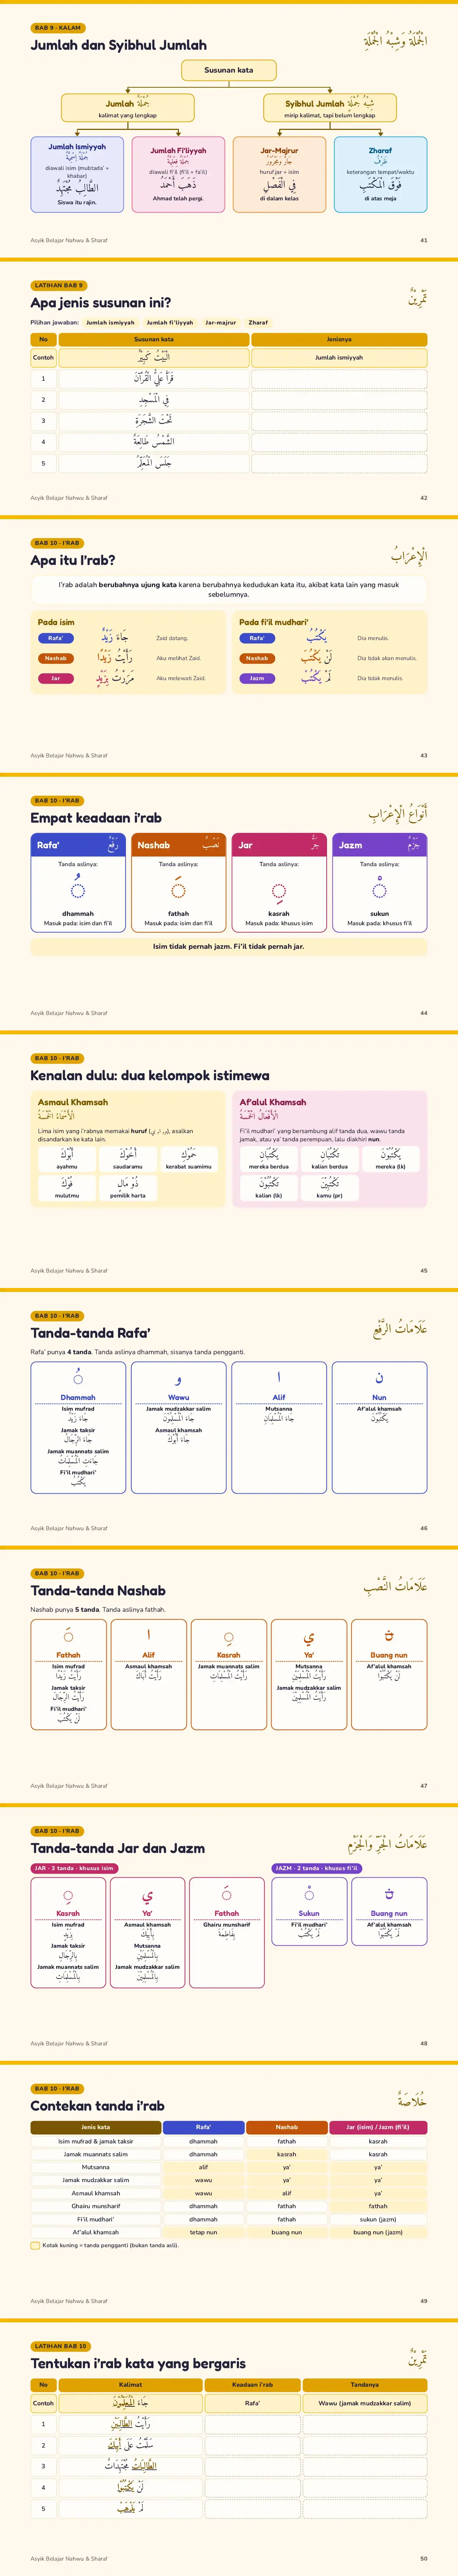 BAB 9 · KALAM
Jumlah dan Syibhul Jumlah
الْجُمْلَةُ وَشِبْهُ الْجُمْلَةِ
Susunan kata
Jumlah جُمْلَةٌ
kalimat yang lengkap
Syibhul Jumlah شِبْهُ جُمْلَةٍ
mirip kalimat, tapi belum lengkap
Jumlah Ismiyyah
جُمْلَةٌ اِسْمِيَّةٌ
diawali isim (mubtada’ +
khabar)
الطَّالِبُ مُجْتَهِدٌ
Siswa itu rajin.
Jumlah Fi’liyyah
جُمْلَةٌ فِعْلِيَّةٌ
diawali fi’il (fi’il + fa’il)
ذَهَبَ أَحْمَدُ
Ahmad telah pergi.
Jar-Majrur
جَارٌّ وَمَجْرُورٌ
huruf jar + isim
فِي الْفَصْلِ
di dalam kelas
Zharaf
ظَرْفٌ
keterangan tempat/waktu
فَوْقَ الْمَكْتَبِ
di atas meja
Asyik Belajar Nahwu & Sharaf
41
LATIHAN BAB 9
Apa jenis susunan ini?
تَمْرِينٌ
Pilihan jawaban: Jumlah ismiyyah Jumlah fi’liyyah Jar-majrur Zharaf
No Susunan kata Jenisnya
Contoh الْبَيْتُ كَبِيرٌ Jumlah ismiyyah
1 قَرَأَ عَلِيٌّ الْقُرْآنَ
2 فِي الْمَسْجِدِ
3 تَحْتَ الشَّجَرَةِ
4 الشَّمْسُ طَالِعَةٌ
5 جَلَسَ الْمُعَلِّمُ
Asyik Belajar Nahwu & Sharaf
42
BAB 10 · I’RAB
Apa itu I’rab?
الْإِعْرَابُ
I’rab adalah berubahnya ujung kata karena berubahnya kedudukan kata itu, akibat kata lain yang masuk
sebelumnya.
Pada isim
Rafa’ جَاءَ زَيْدٌ Zaid datang.
Nashab رَأَيْتُ زَيْدًا Aku melihat Zaid.
Jar مَرَرْتُ بِزَيْدٍ Aku melewati Zaid.
Pada fi’il mudhari’
Rafa’ يَكْتُبُ Dia menulis.
Nashab لَنْ يَكْتُبَ Dia tidak akan menulis.
Jazm لَمْ يَكْتُبْ Dia tidak menulis.
Asyik Belajar Nahwu & Sharaf
43
BAB 10 · I’RAB
Empat keadaan i’rab
أَنْوَاعُ الْإِعْرَابِ
Rafa’ رَفْعٌ
Tanda aslinya:
dhammah
Masuk pada: isim dan fi’il
Nashab نَصْبٌ
Tanda aslinya:
fathah
Masuk pada: isim dan fi’il
Jar جَرٌّ
Tanda aslinya:
kasrah
Masuk pada: khusus isim
Jazm جَزْمٌ
Tanda aslinya:
sukun
Masuk pada: khusus fi’il
Isim tidak pernah jazm. Fi’il tidak pernah jar.
Asyik Belajar Nahwu & Sharaf
44
BAB 10 · I’RAB
Kenalan dulu: dua kelompok istimewa
Asmaul Khamsah
الْأَسْمَاءُ الْخَمْسَةُ
Lima isim yang i’rabnya memakai huruf (و، ا، ي), asalkan
disandarkan ke kata lain.
أَبُوْكَ
ayahmu
أَخُوْكَ
saudaramu
حَمُوْكِ
kerabat suamimu
فُوْكَ
mulutmu
ذُوْ مَالٍ
pemilik harta
Af’alul Khamsah
الْأَفْعَالُ الْخَمْسَةُ
Fi’il mudhari’ yang bersambung alif tanda dua, wawu tanda
jamak, atau ya’ tanda perempuan, lalu diakhiri nun.
يَكْتُبَانِ
mereka berdua
تَكْتُبَانِ
kalian berdua
يَكْتُبُوْنَ
mereka (lk)
تَكْتُبُوْنَ
kalian (lk)
تَكْتُبِيْنَ
kamu (pr)
Asyik Belajar Nahwu & Sharaf
45
BAB 10 · I’RAB
Tanda-tanda Rafa’
عَلَامَاتُ الرَّفْعِ
Rafa’ punya 4 tanda. Tanda aslinya dhammah, sisanya tanda pengganti.
Dhammah
Isim mufrad
جَاءَ زَيْدٌ
Jamak taksir
جَاءَ الرِّجَالُ
Jamak muannats salim
جَاءَتِ الْمُسْلِمَاتُ
Fi’il mudhari’
يَكْتُبُ
و
Wawu
Jamak mudzakkar salim
جَاءَ الْمُسْلِمُوْنَ
Asmaul khamsah
جَاءَ أَبُوْكَ
ا
Alif
Mutsanna
جَاءَ الْمُسْلِمَانِ
ن
Nun
Af’alul khamsah
يَكْتُبُوْنَ
Asyik Belajar Nahwu & Sharaf
46
BAB 10 · I’RAB
Tanda-tanda Nashab
عَلَامَاتُ النَّصْبِ
Nashab punya 5 tanda. Tanda aslinya fathah.
Fathah
Isim mufrad
رَأَيْتُ زَيْدًا
Jamak taksir
رَأَيْتُ الرِّجَالَ
Fi’il mudhari’
لَنْ يَكْتُبَ
ا
Alif
Asmaul khamsah
رَأَيْتُ أَبَاكَ
Kasrah
Jamak muannats salim
رَأَيْتُ الْمُسْلِمَاتِ
ي
Ya’
Mutsanna
رَأَيْتُ الْمُسْلِمَيْنِ
Jamak mudzakkar salim
رَأَيْتُ الْمُسْلِمِيْنَ
ن
Buang nun
Af’alul khamsah
لَنْ يَكْتُبُوْا
Asyik Belajar Nahwu & Sharaf
47
BAB 10 · I’RAB
Tanda-tanda Jar dan Jazm
عَلَامَاتُ الْجَرِّ وَالْجَزْمِ
JAR · 3 tanda · khusus isim
Kasrah
Isim mufrad
بِزَيْدٍ
Jamak taksir
بِالرِّجَالِ
Jamak muannats salim
بِالْمُسْلِمَاتِ
ي
Ya’
Asmaul khamsah
بِأَبِيْكَ
Mutsanna
بِالْمُسْلِمَيْنِ
Jamak mudzakkar salim
بِالْمُسْلِمِيْنَ
Fathah
Ghairu munsharif
بِفَاطِمَةَ
JAZM · 2 tanda · khusus fi’il
Sukun
Fi’il mudhari’
لَمْ يَكْتُبْ
ن
Buang nun
Af’alul khamsah
لَمْ يَكْتُبُوْا
Asyik Belajar Nahwu & Sharaf
48
BAB 10 · I’RAB
Contekan tanda i’rab
خُلَاصَةٌ
Jenis kata Rafa’ Nashab Jar (isim) / Jazm (fi’il)
Isim mufrad & jamak taksir dhammah fathah kasrah
Jamak muannats salim dhammah kasrah kasrah
Mutsanna alif ya’ ya’
Jamak mudzakkar salim wawu ya’ ya’
Asmaul khamsah wawu alif ya’
Ghairu munsharif dhammah fathah fathah
Fi’il mudhari’ dhammah fathah sukun (jazm)
Af’alul khamsah tetap nun buang nun buang nun (jazm)
Kotak kuning = tanda pengganti (bukan tanda asli).
Asyik Belajar Nahwu & Sharaf
49
LATIHAN BAB 10
Tentukan i’rab kata yang bergaris
تَمْرِينٌ
No Kalimat Keadaan i’rab Tandanya
Contoh جَاءَ الْمُعَلِّمُوْنَ Rafa’ Wawu (jamak mudzakkar salim)
1 رَأَيْتُ الطَّالِبَيْنِ
2 سَلَّمْتُ عَلَى أَبِيْكَ
3 الطَّالِبَاتُ مُجْتَهِدَاتٌ
4 لَنْ يَكْتُبُوْا
5 لَمْ يَذْهَبْ
Asyik Belajar Nahwu & Sharaf
50